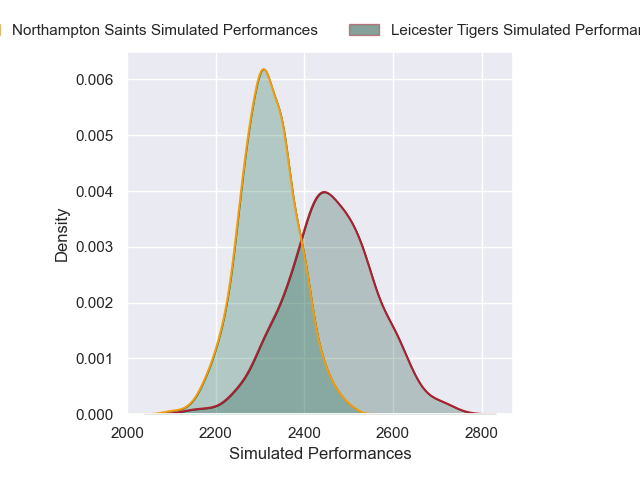 Northampton Saints Simulated Performances
Leicester Tigers Simulated
0.006
0.005
0.004
0.003
0.002
0.001
0.000
Density
2000 2200 2400 2600 2800
Simulated Performances